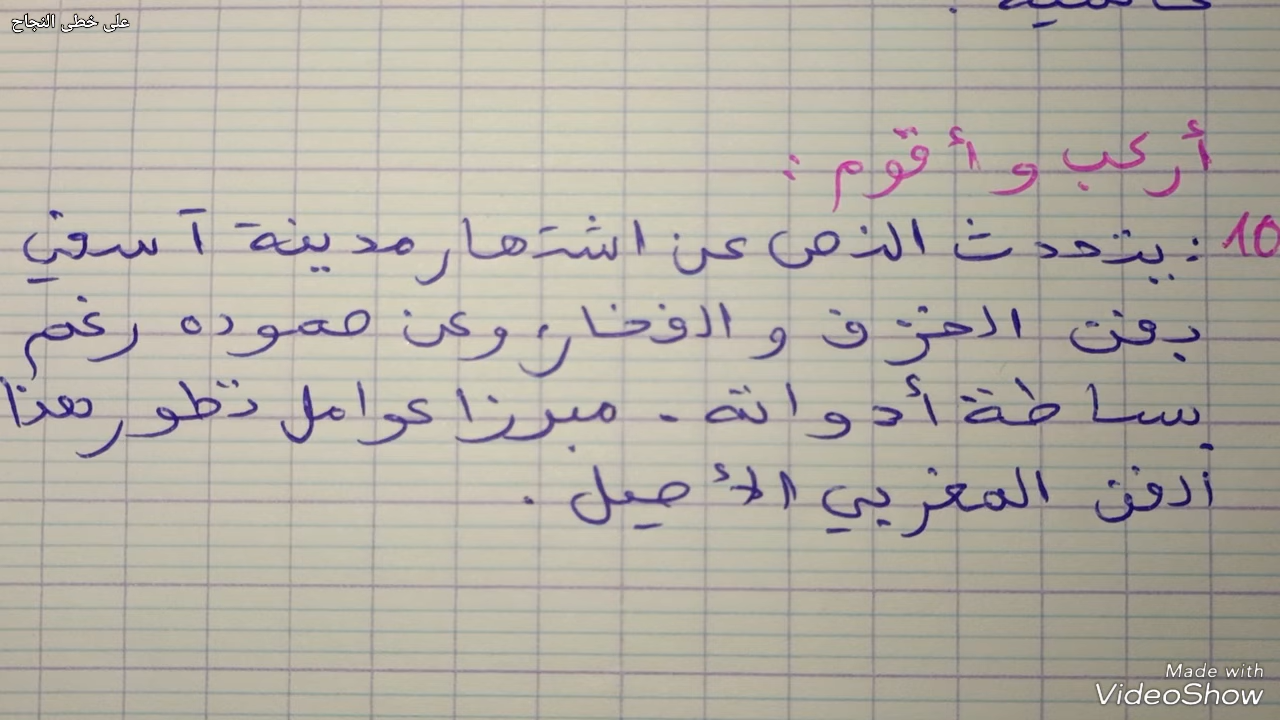 على خطى النجاح
أركب و أقوم :
10: يتحدث النص عن اشتهار مدينة آسفي
بفن الخزف و الفخار، وعن صموده رغم
بساطة أدواته . مبرزا عوامل تطور هذا
الفن المغربي الأصيل .
Made with
VideoShow